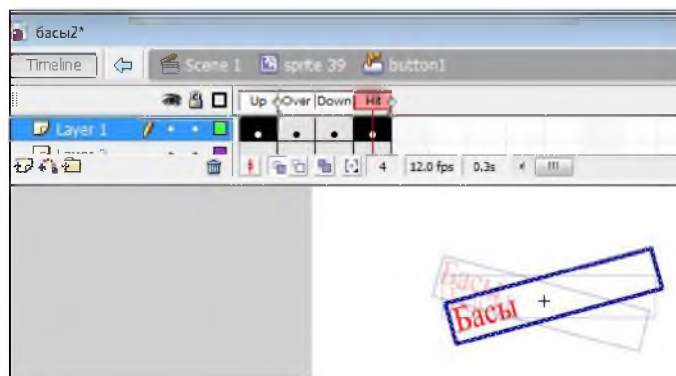 басы2*
Timeline Scene 1 sprite 39 button1
Up Over Down Hit
Layer 1
4 12.0 fps 0.3s
Басы
Басы